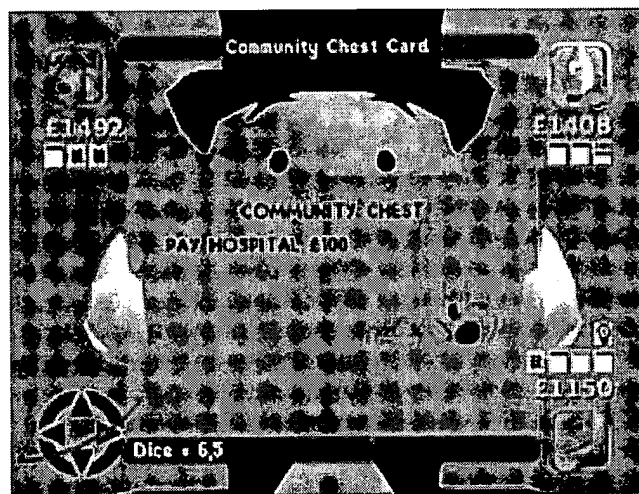 Community Chest Card
£1492
£1408
COMMUNITY CHEST
PAY HOSPITAL £100
£1150
Dice = 6,5